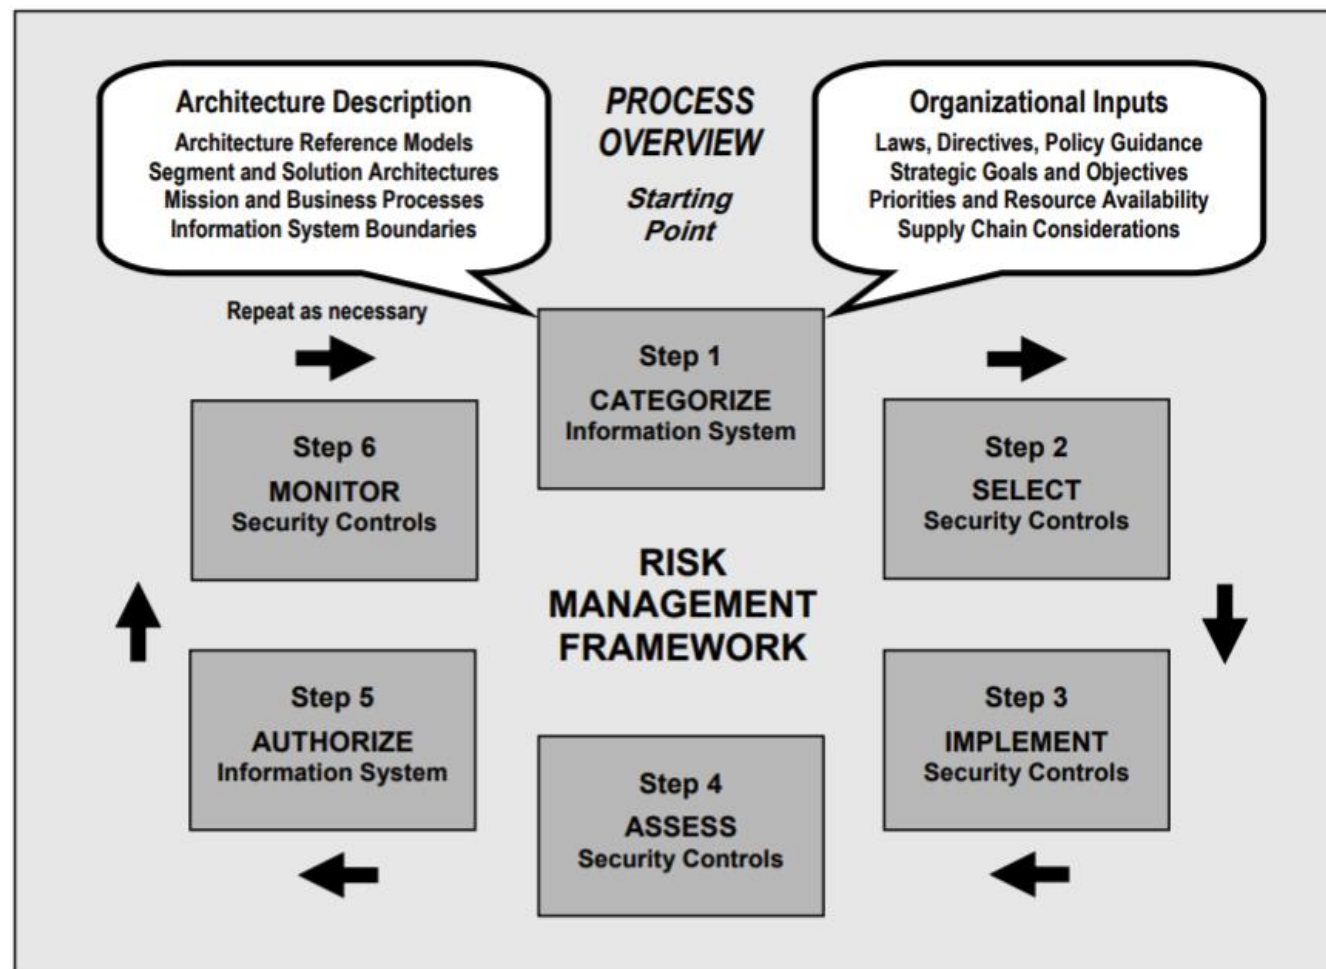 Architecture Description
Architecture Reference Models
Segment and Solution Architectures
Mission and Business Processes
Information System Boundaries
PROCESS
OVERVIEW
Starting
Point
Organizational Inputs
Laws, Directives, Policy Guidance
Strategic Goals and Objectives
Priorities and Resource Availability
Supply Chain Considerations
Repeat as necessary
Step 1
CATEGORIZE
Information System
Step 2
SELECT
Security Controls
Step 3
IMPLEMENT
Security Controls
Step 4
ASSESS
Security Controls
Step 5
AUTHORIZE
Information System
Step 6
MONITOR
Security Controls
RISK
MANAGEMENT
FRAMEWORK